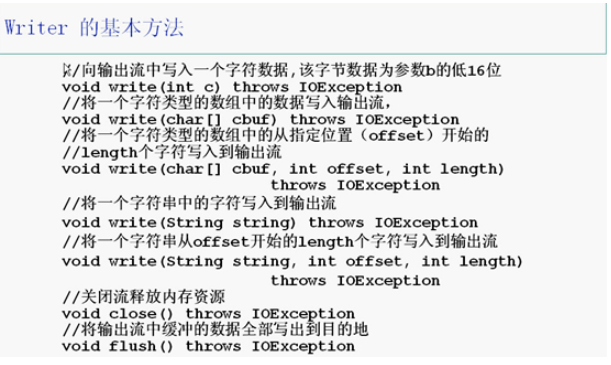 Writer 的基本方法
//向输出流中写入一个字符数据,该字节数据为参数b的低16位
void write(int c) throws IOException
//将一个字符类型的数组中的数据写入输出流，
void write(char[] cbuf) throws IOException
//将一个字符类型的数组中的从指定位置（offset）开始的
//length个字符写入到输出流
void write(char[] cbuf, int offset, int length)
throws IOException
//将一个字符串中的字符写入到输出流
void write(String string) throws IOException
//将一个字符串从offset开始的length个字符写入到输出流
void write(String string, int offset, int length)
throws IOException
//关闭流释放内存资源
void close() throws IOException
//将输出流中缓冲的数据全部写出到目的地
void flush() throws IOException